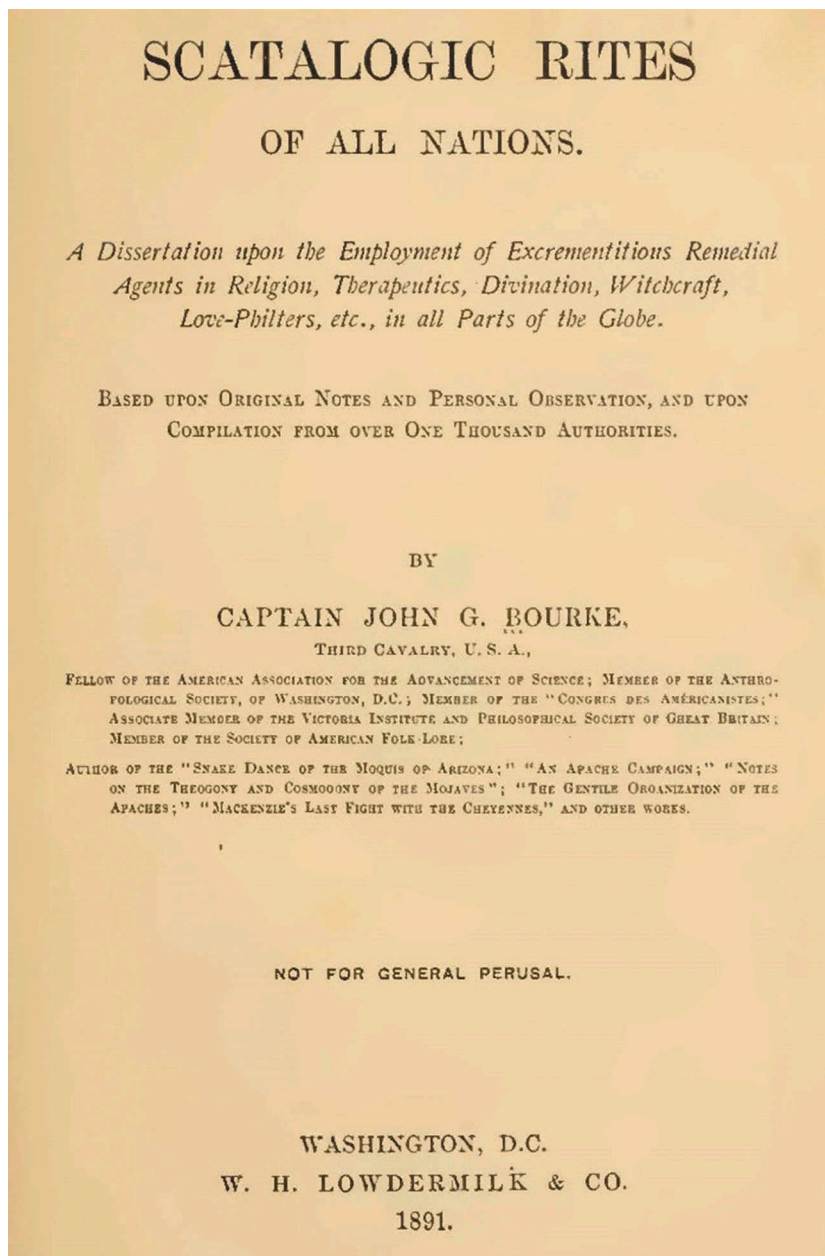 SCATALOGIC RITES
OF ALL NATIONS.
A Dissertation upon the Employment of Excrementitious Remedial
Agents in Religion, Therapeutics, Divination, Witchcraft,
Love-Philters, etc., in all Parts of the Globe.
BASED UPON ORIGINAL NOTES AND PERSONAL OBSERVATION, AND UPON
COMPILATION FROM OVER ONE THOUSAND AUTHORITIES.
BY
CAPTAIN JOHN G. BOURKE,
THIRD CAVALRY, U. S. A.,
FELLOW OF THE AMERICAN ASSOCIATION FOR THE ADVANCEMENT OF SCIENCE; MEMBER OF THE ANTHRO-
POLOGICAL SOCIETY, OF WASHINGTON, D.C.; MEMBER OF THE "CONGRES DES AMÉRICANISTES;"
ASSOCIATE MEMBER OF THE VICTORIA INSTITUTE AND PHILOSOPHICAL SOCIETY OF GREAT BRITAIN;
MEMBER OF THE SOCIETY OF AMERICAN FOLK-LORE;
AUTHOR OF THE "SNAKE DANCE OF THE MOQUIS OF ARIZONA;" "AN APACHE CAMPAIGN;" "NOTES
ON THE THEOGONY AND COSMOGONY OF THE MOJAVES"; "THE GENTILE ORGANIZATION OF THE
APACHES;" "MACKENZIE'S LAST FIGHT WITH THE CHEYENNES," AND OTHER WORKS.
NOT FOR GENERAL PERUSAL.
WASHINGTON, D.C.
W. H. LOWDERMILK & CO.
1891.